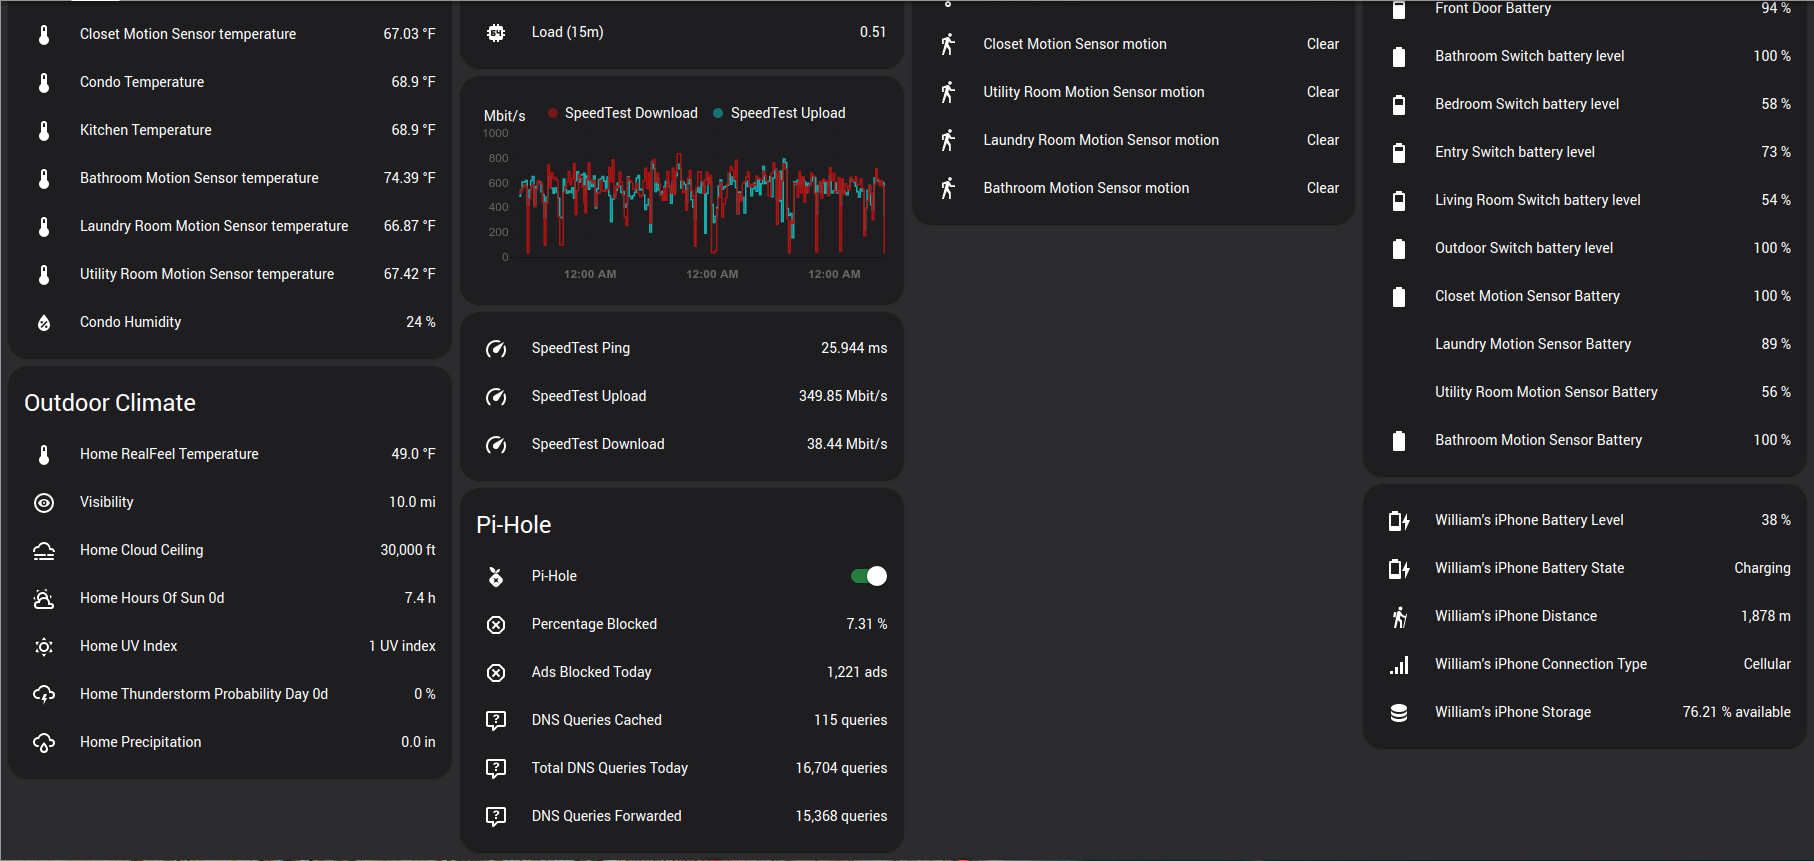 Closet Motion Sensor temperature 67.03 °F
Condo Temperature 68.9 °F
Kitchen Temperature 68.9 °F
Bathroom Motion Sensor temperature 74.39 °F
Laundry Room Motion Sensor temperature 66.87 °F
Utility Room Motion Sensor temperature 67.42 °F
Condo Humidity 24 %
Outdoor Climate
Home RealFeel Temperature 49.0 °F
Visibility 10.0 mi
Home Cloud Ceiling 30,000 ft
Home Hours Of Sun 0d 7.4 h
Home UV Index 1 UV index
Home Thunderstorm Probability Day 0d 0 %
Home Precipitation 0.0 in
64
Load (15m) 0.51
Mbit/s SpeedTest Download SpeedTest Upload
1000
800
600
400
200
0
12:00 AM 12:00 AM 12:00 AM
SpeedTest Ping 25.944 ms
SpeedTest Upload 349.85 Mbit/s
SpeedTest Download 38.44 Mbit/s
Pi-Hole
Pi-Hole
Percentage Blocked 7.31 %
Ads Blocked Today 1,221 ads
DNS Queries Cached 115 queries
Total DNS Queries Today 16,704 queries
DNS Queries Forwarded 15,368 queries
Closet Motion Sensor motion Clear
Utility Room Motion Sensor motion Clear
Laundry Room Motion Sensor motion Clear
Bathroom Motion Sensor motion Clear
Front Door Battery 94 %
Bathroom Switch battery level 100 %
Bedroom Switch battery level 58 %
Entry Switch battery level 73 %
Living Room Switch battery level 54 %
Outdoor Switch battery level 100 %
Closet Motion Sensor Battery 100 %
Laundry Motion Sensor Battery 89 %
Utility Room Motion Sensor Battery 56 %
Bathroom Motion Sensor Battery 100 %
William's iPhone Battery Level 38 %
William's iPhone Battery State Charging
William's iPhone Distance 1,878 m
William's iPhone Connection Type Cellular
William's iPhone Storage 76.21 % available